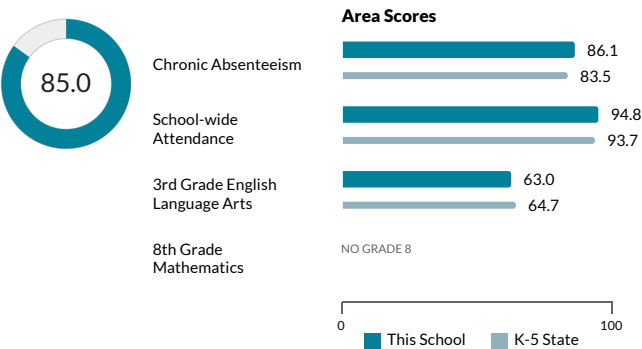 Area Scores
85.0
Chronic Absenteeism
86.1
83.5
School-wide
Attendance
94.8
93.7
3rd Grade English
Language Arts
63.0
64.7
8th Grade
Mathematics
NO GRADE 8
0
100
This School
K-5 State